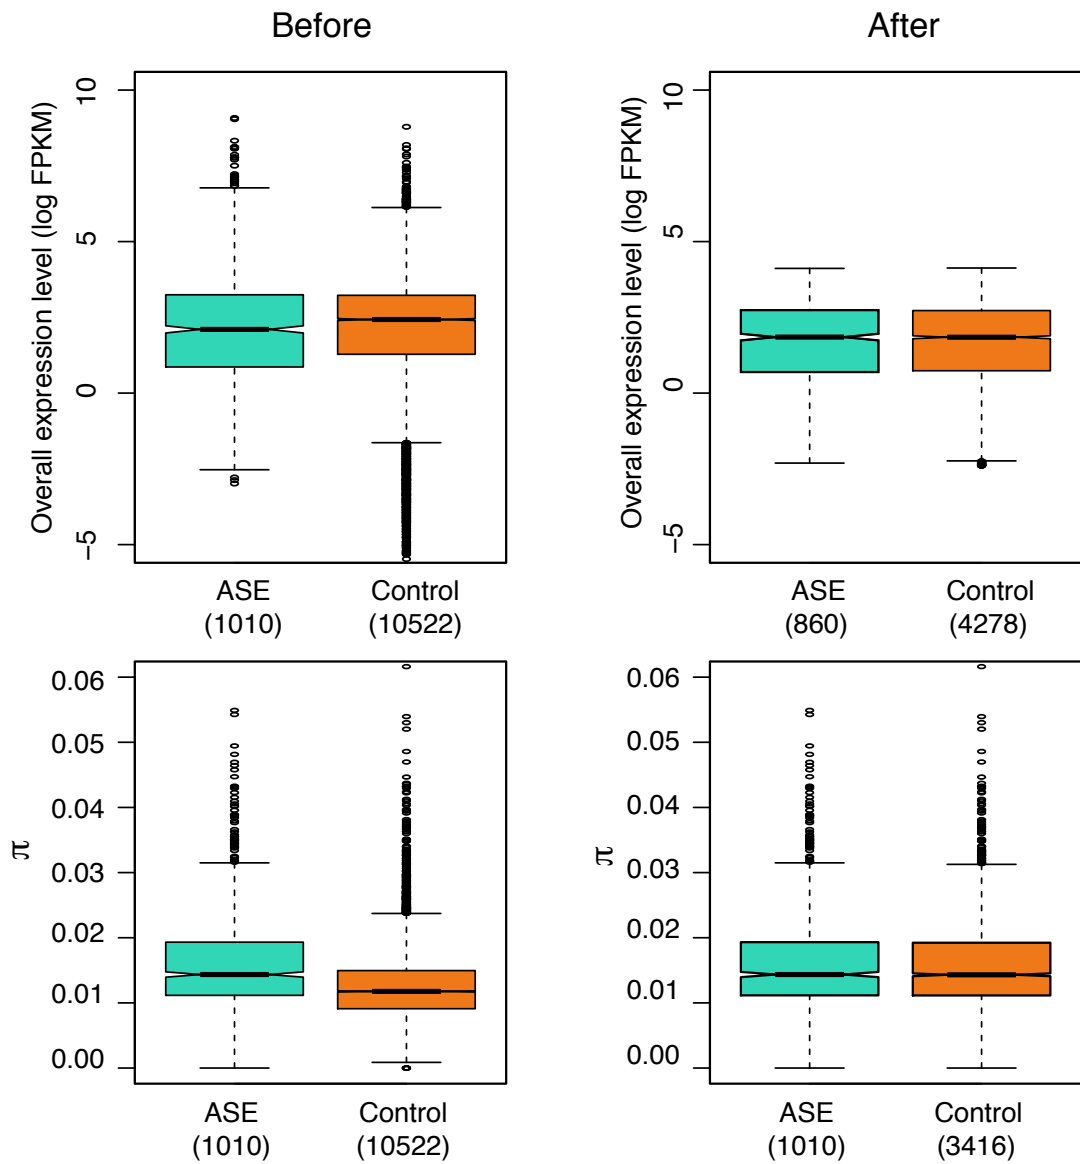 Before
After
Overall expression level (log FPKM)
10
5
0
−5
ASE
(1010)
Control
(10522)
Overall expression level (log FPKM)
10
5
0
−5
ASE
(860)
Control
(4278)
π
0.06
0.05
0.04
0.03
0.02
0.01
0.00
ASE
(1010)
Control
(10522)
π
0.06
0.05
0.04
0.03
0.02
0.01
0.00
ASE
(1010)
Control
(3416)